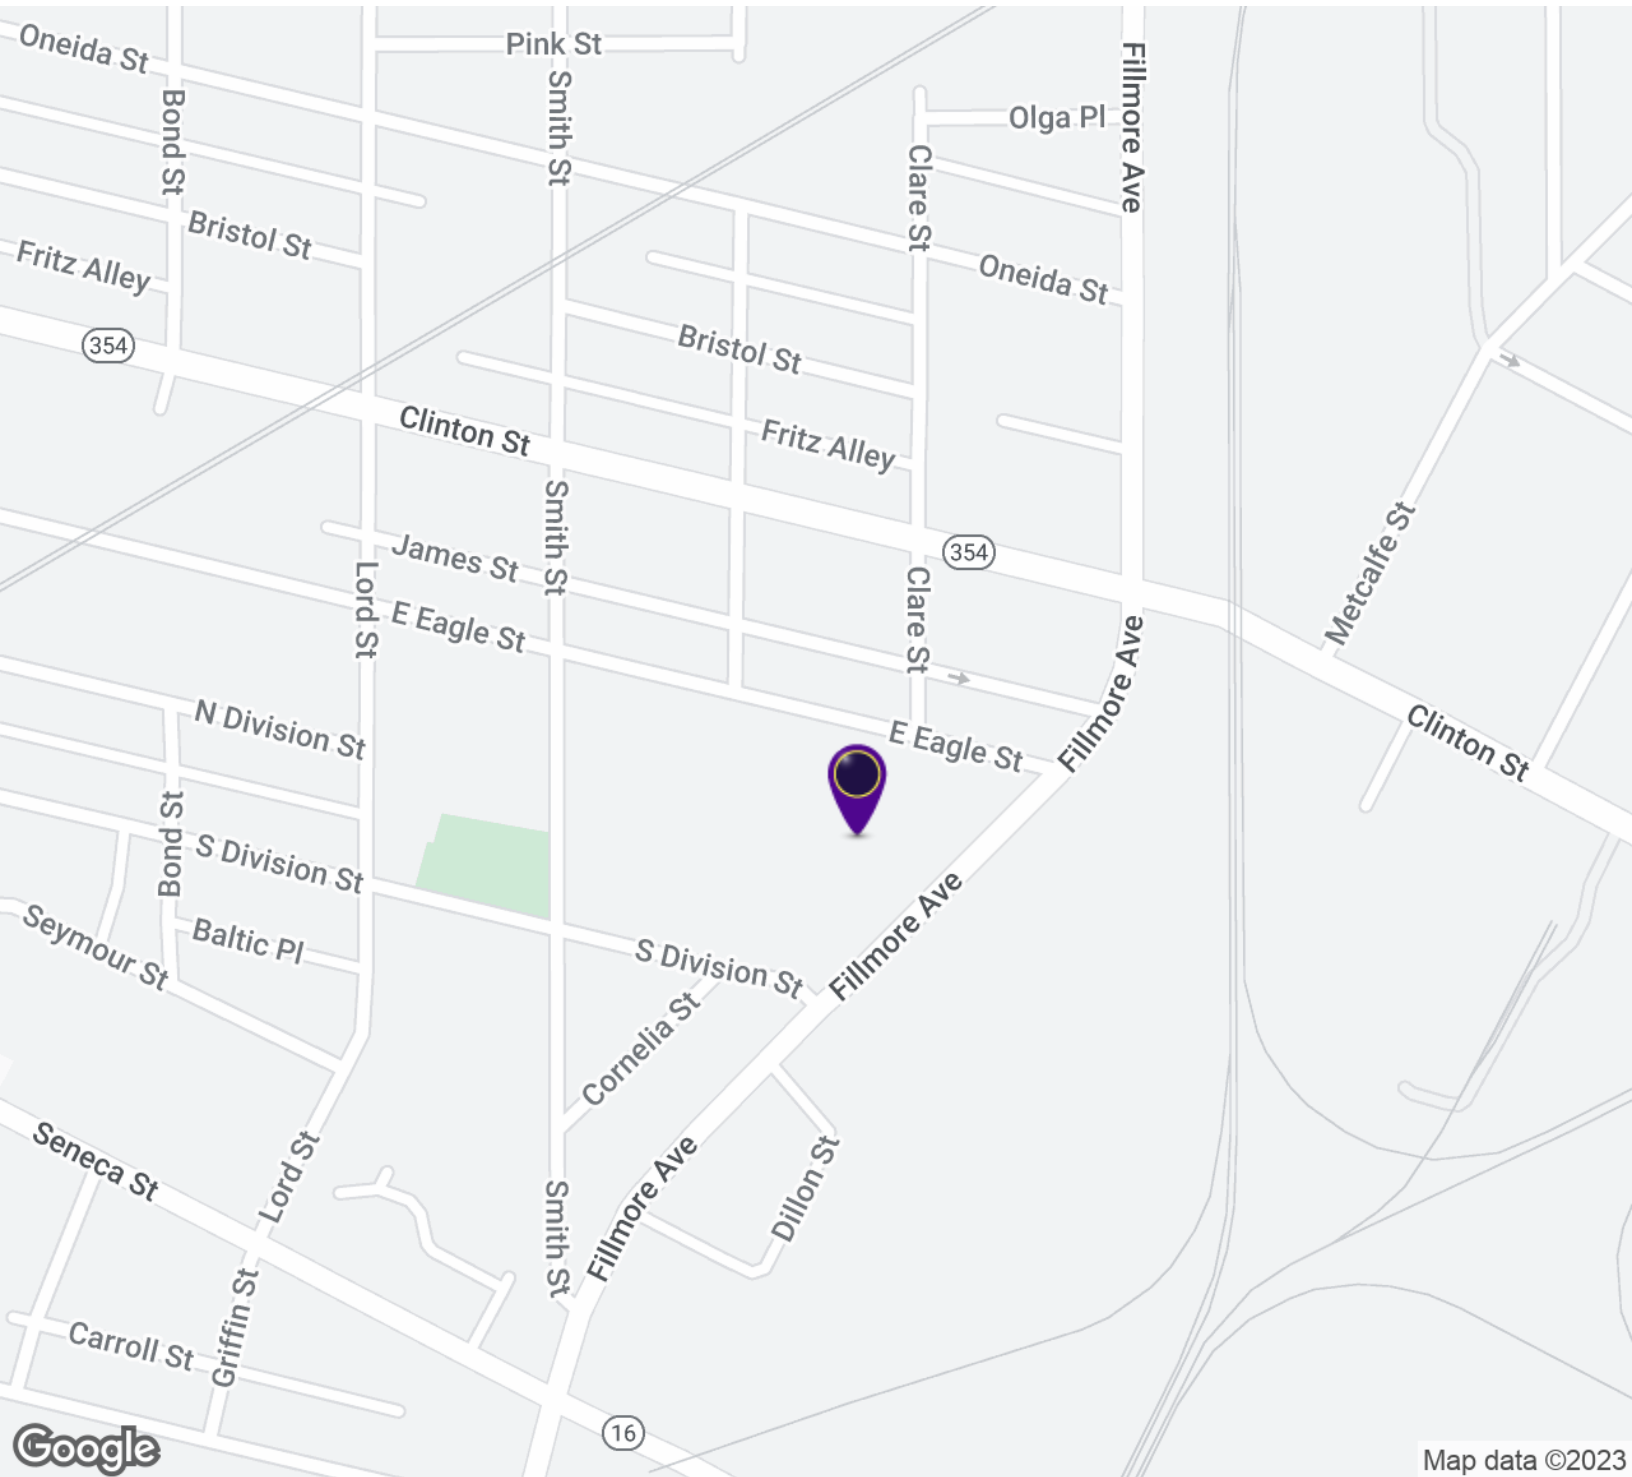 Oneida St
Pink St
Fillmore Ave
Smith St
Bond St
Olga Pl
Clare St
Bristol St
Fritz Alley
Oneida St
354
Bristol St
Clinton St
Fritz Alley
Smith St
354
Metcalfe St
James St
Lord St
E Eagle St
Clare St
Fillmore Ave
N Division St
E Eagle St
Clinton St
Bond St
S Division St
Fillmore Ave
Seymour St
Baltic Pl
S Division St
Cornelia St
Seneca St
Lord St
Fillmore Ave
Dillon St
Smith St
Griffin St
Carroll St
16
Google
Map data ©2023